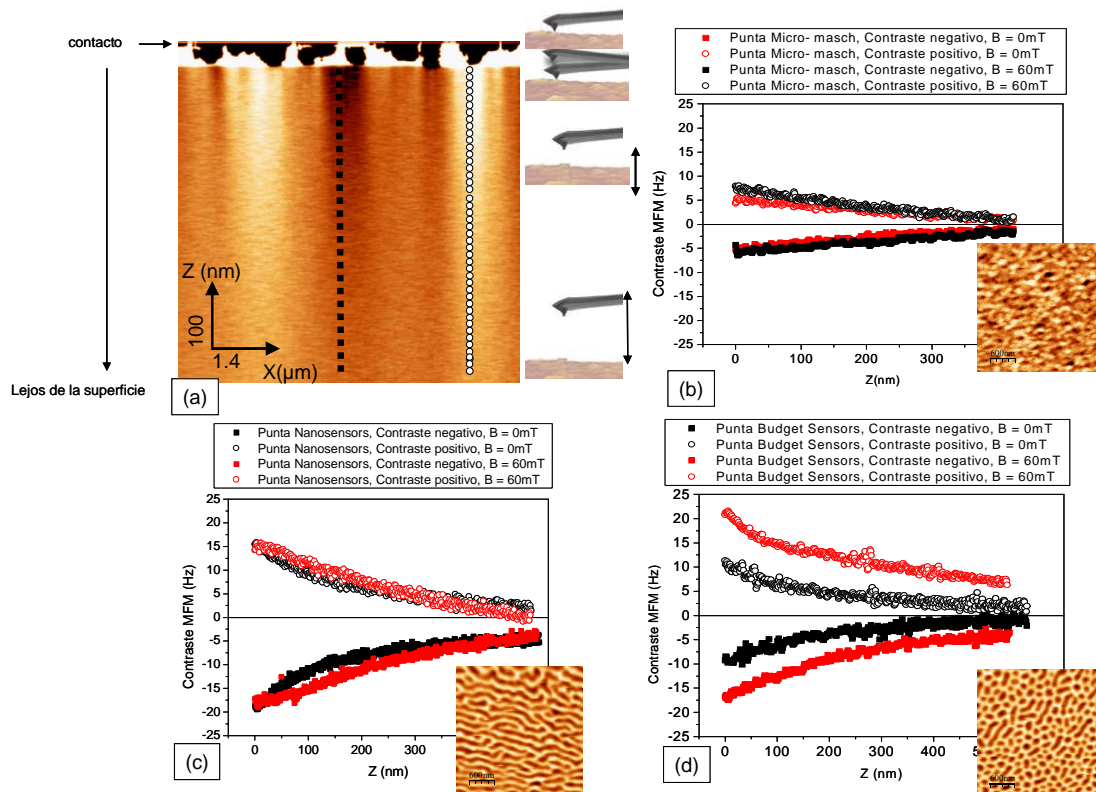 contacto
Z (nm)
100
1.4
X(µm)
Lejos de la superficie
(a)
Punta Micro- masch, Contraste negativo, B = 0mT
Punta Micro- masch, Contraste positivo, B = 0mT
Punta Micro- masch, Contraste negativo, B = 60mT
Punta Micro- masch, Contraste positivo, B = 60mT
Contraste MFM (Hz)
25
20
15
10
5
0
-5
-10
-15
-20
-25
0
100
200
300
Z(nm)
600nm
(b)
Punta Nanosensors, Contraste negativo, B = 0mT
Punta Nanosensors, Contraste positivo, B = 0mT
Punta Nanosensors, Contraste negativo, B = 60mT
Punta Nanosensors, Contraste positivo, B = 60mT
Contraste MFM (Hz)
25
20
15
10
5
0
-5
-10
-15
-20
-25
0
100
200
300
Z (nm)
600nm
(c)
Punta Budget Sensors, Contraste negativo, B = 0mT
Punta Budget Sensors, Contraste positivo, B = 0mT
Punta Budget Sensors, Contraste negativo, B = 60mT
Punta Budget Sensors, Contraste positivo, B = 60mT
Contraste MFM (Hz)
25
20
15
10
5
0
-5
-10
-15
-20
-25
0
100
200
300
400
Z (nm)
600nm
(d)